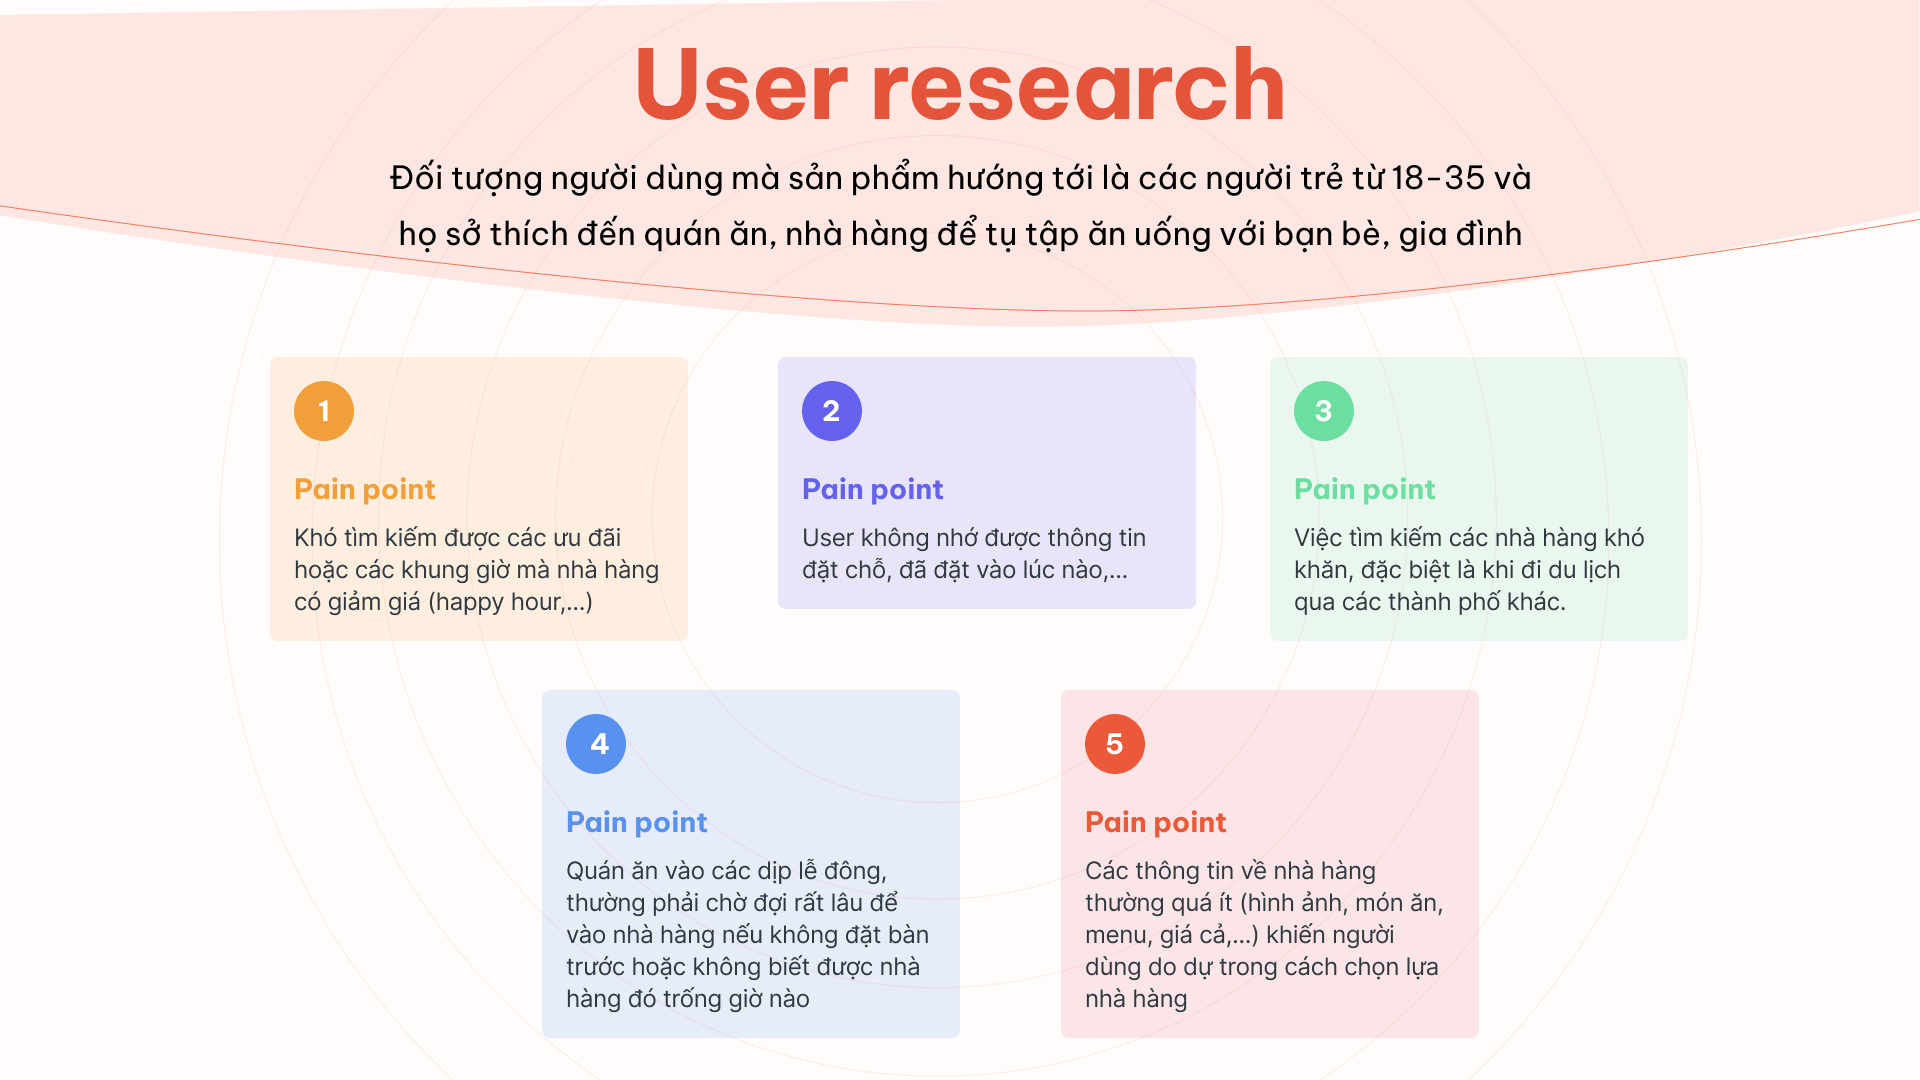 User research
Đối tượng người dùng mà sản phẩm hướng tới là các người trẻ từ 18-35 và
họ sở thích đến quán ăn, nhà hàng để tụ tập ăn uống với bạn bè, gia đình
1
Pain point
Khó tìm kiếm được các ưu đãi
hoặc các khung giờ mà nhà hàng
có giảm giá (happy hour,...)
2
Pain point
User không nhớ được thông tin
đặt chỗ, đã đặt vào lúc nào,...
3
Pain point
Việc tìm kiếm các nhà hàng khó
khăn, đặc biệt là khi đi du lịch
qua các thành phố khác.
4
Pain point
Quán ăn vào các dịp lễ đông,
thường phải chờ đợi rất lâu để
vào nhà hàng nếu không đặt bàn
trước hoặc không biết được nhà
hàng đó trống giờ nào
5
Pain point
Các thông tin về nhà hàng
thường quá ít (hình ảnh, món ăn,
menu, giá cả,...) khiến người
dùng do dự trong cách chọn lựa
nhà hàng